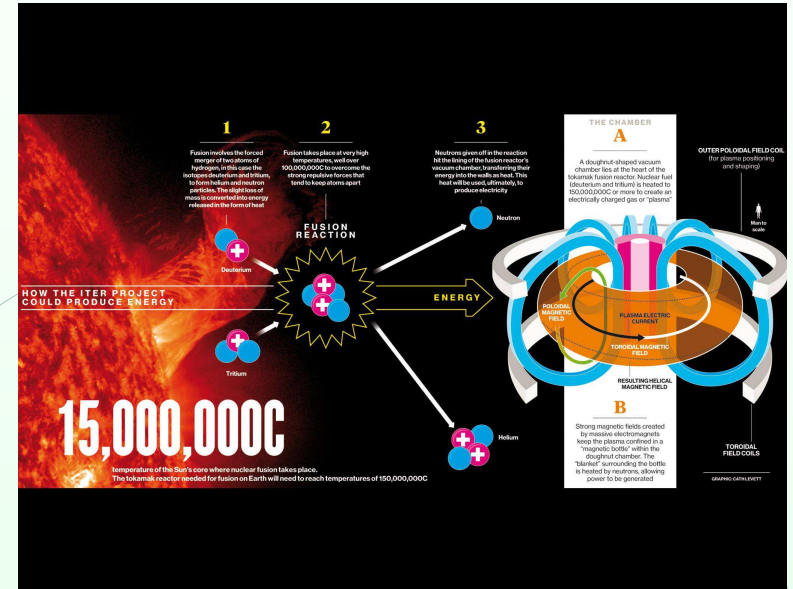 1
Fusion involves the forced
merger of two atoms of
hydrogen, in this case the
isotopes deuterium and tritium,
to form helium and neutron
particles. The slight loss of
mass is converted into energy
released in the form of heat
2
Fusion takes place at very high
temperatures, well over
100,000,000C to overcome the
strong repulsive forces that
tend to keep atoms apart
3
Neutrons given off in the reaction
hit the lining of the fusion reactor's
vacuum chamber, transferring their
energy into the walls as heat. This
heat will be used, ultimately, to
produce electricity
FUSION
REACTION
Deuterium
Tritium
Neutron
Helium
HOW THE ITER PROJECT
COULD PRODUCE ENERGY
ENERGY
15,000,000C
temperature of the Sun's core where nuclear fusion takes place.
The tokamak reactor needed for fusion on Earth will need to reach temperatures of 150,000,000C
THE CHAMBER
A
A doughnut-shaped vacuum
chamber lies at the heart of the
tokamak fusion reactor. Nuclear fuel
(deuterium and tritium) is heated to
150,000,000C or more to create an
electrically charged gas or "plasma"
OUTER POLOIDAL FIELD COIL
(for plasma positioning
and shaping)
Man to
scale
POLOIDAL
MAGNETIC
FIELD
PLASMA ELECTRIC
CURRENT
TOROIDAL MAGNETIC
FIELD
RESULTING HELICAL
MAGNETIC FIELD
B
Strong magnetic fields created
by massive electromagnets
keep the plasma confined in a
"magnetic bottle" within the
doughnut chamber. The
"blanket" surrounding the bottle
is heated by neutrons, allowing
power to be generated
TOROIDAL
FIELD COILS
GRAPHIC: CATH LEVETT